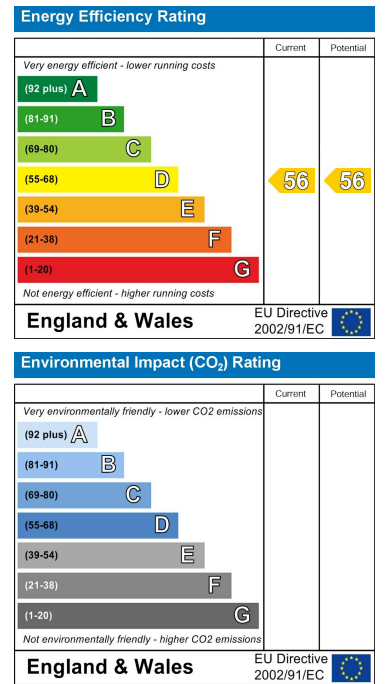 Energy Efficiency Rating
Current Potential
Very energy efficient - lower running costs
(92 plus) A
(81-91) B
(69-80) C
(55-68) D 56 56
(39-54) E
(21-38) F
(1-20) G
Not energy efficient - higher running costs
England & Wales
EU Directive
2002/91/EC
Environmental Impact (CO₂) Rating
Current Potential
Very environmentally friendly - lower CO2 emissions
(92 plus) A
(81-91) B
(69-80) C
(55-68) D
(39-54) E
(21-38) F
(1-20) G
Not environmentally friendly - higher CO2 emissions
England & Wales
EU Directive
2002/91/EC